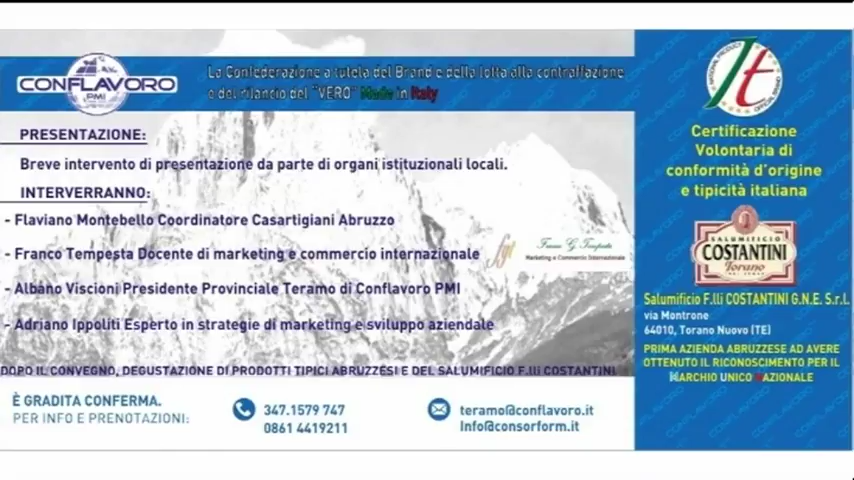 CONFLAVORO
PMI
La Confederazione a tutela del Brand e della lotta alla contraffazione
e del rilancio del "VERO" Made in Italy
PRESENTAZIONE:
Breve intervento di presentazione da parte di organi istituzionali locali.
INTERVERRANNO:
- Flaviano Montebello Coordinatore Casartigiani Abruzzo
- Franco Tempesta Docente di marketing e commercio internazionale
Franco G. Tempesta
Marketing e Commercio Internazionale
- Albano Viscioni Presidente Provinciale Teramo di Conflavoro PMI
- Adriano Ippoliti Esperto in strategie di marketing e sviluppo aziendale
DOPO IL CONVEGNO, DEGUSTAZIONE DI PRODOTTI TIPICI ABRUZZESI E DEL SALUMIFICIO F.lli COSTANTINI
È GRADITA CONFERMA.
PER INFO E PRENOTAZIONI:
347.1579 747
0861 4419211
teramo@conflavoro.it
Info@consorform.it
It
Certificazione
Volontaria di
conformità d'origine
e tipicità italiana
SALUMIFICIO
COSTANTINI
Torano
Salumificio F.lli COSTANTINI G.N.E. S.r.l.
via Montrone
64010, Torano Nuovo (TE)
PRIMA AZIENDA ABRUZZESE AD AVERE
OTTENUTO IL RICONOSCIMENTO PER IL
MARCHIO UNICO NAZIONALE